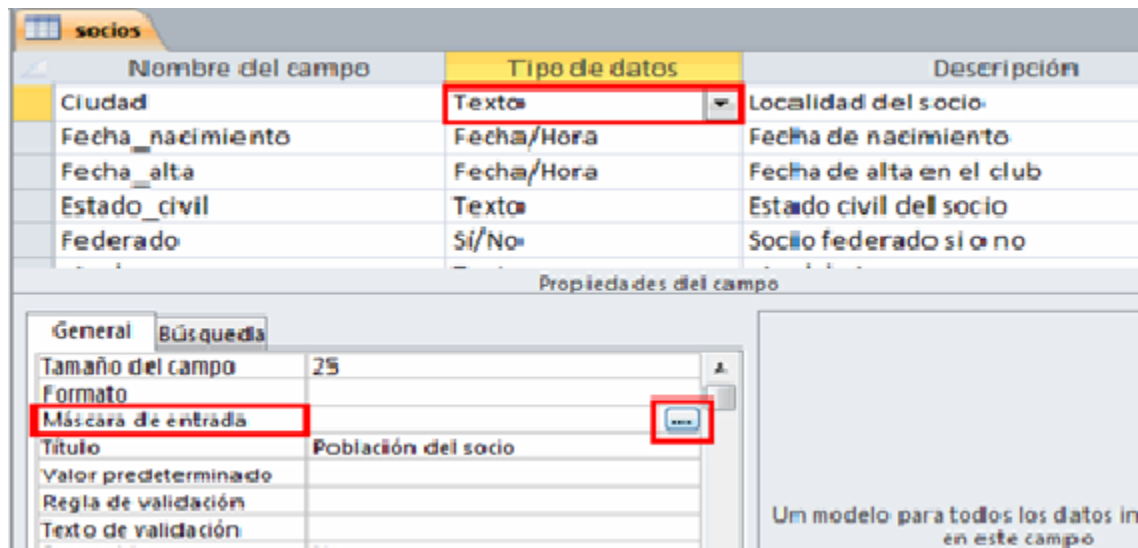 socios
Nombre del campo Tipo de datos Descripción
Ciudad Texto Localidad del socio
Fecha_nacimiento Fecha/Hora Fecha de nacimiento
Fecha_alta Fecha/Hora Fecha de alta en el club
Estado_civil Texto Estado civil del socio
Federado Sí/No Socio federado si o no
Propiedades del campo
General Búsqueda
Tamaño del campo 25
Formato
Máscara de entrada ...
Título Población del socio
Valor predeterminado
Regla de validación
Texto de validación
Un modelo para todos los datos in
en este campo